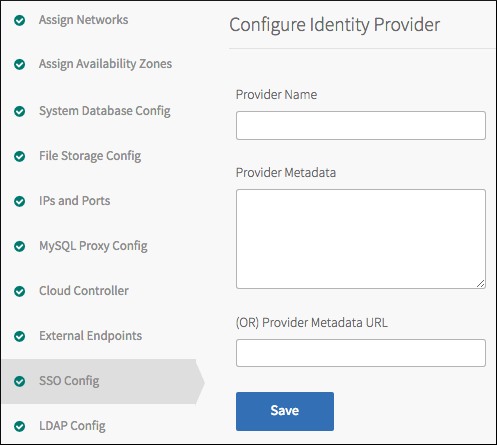 Assign Networks
Assign Availability Zones
System Database Config
File Storage Config
IPs and Ports
MySQL Proxy Config
Cloud Controller
External Endpoints
SSO Config
LDAP Config
Configure Identity Provider
Provider Name
Provider Metadata
(OR) Provider Metadata URL
Save